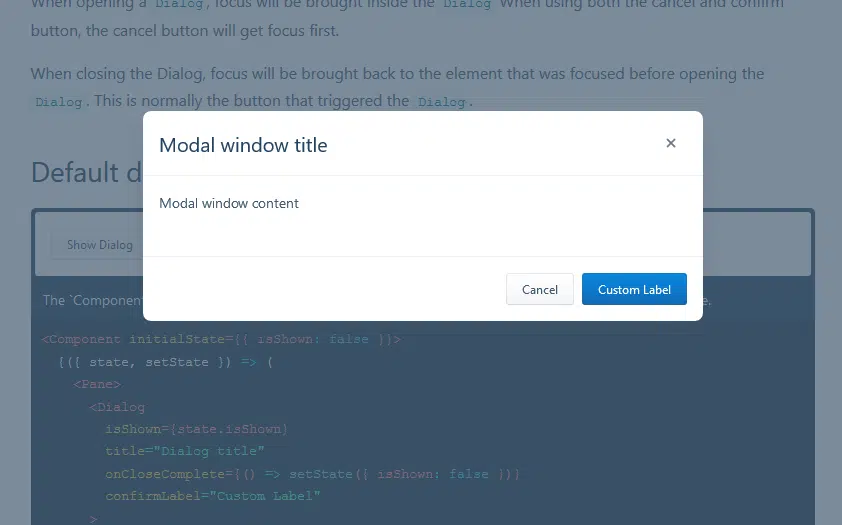 When opening a Dialog, focus will be brought inside the Dialog When using both the cancel and confirm
button, the cancel button will get focus first.
When closing the Dialog, focus will be brought back to the element that was focused before opening the
Dialog. This is normally the button that triggered the Dialog.
Default d
Modal window title
×
Modal window content
Cancel
Custom Label
Show Dialog
The `Component
e.
<Component initialState={{ isShown: false }}>
{({ state, setState }) => (
<Pane>
<Dialog
isShown={state.isShown}
title="Dialog title"
onCloseComplete={() => setState({ isShown: false })}
confirmLabel="Custom Label"
>